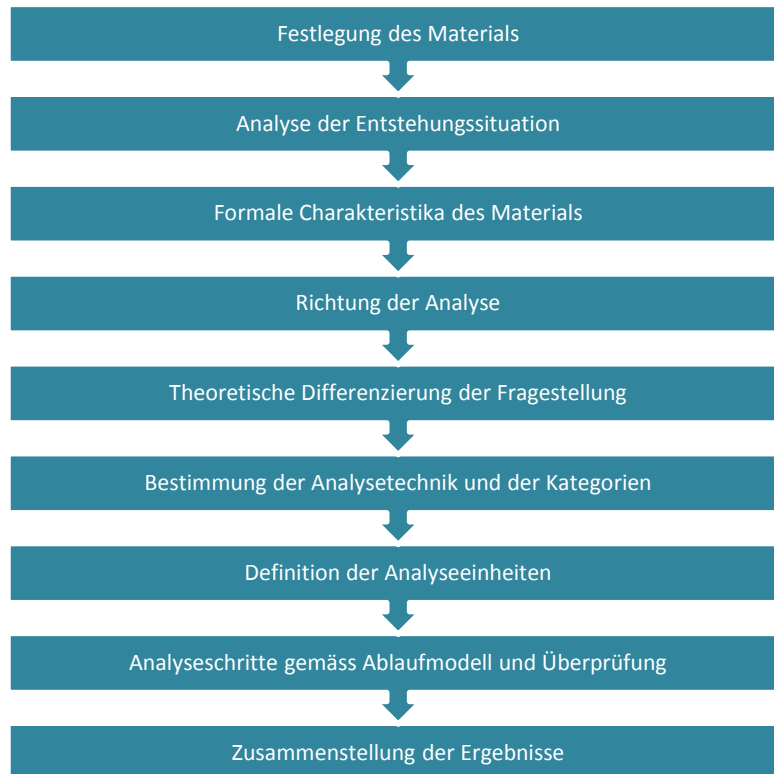 Festlegung des Materials
Analyse der Entstehungssituation
Formale Charakteristika des Materials
Richtung der Analyse
Theoretische Differenzierung der Fragestellung
Bestimmung der Analysetechnik und der Kategorien
Definition der Analyseeinheiten
Analyseschritte gemäss Ablaufmodell und Überprüfung
Zusammenstellung der Ergebnisse